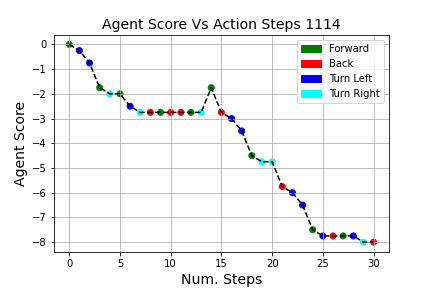 Agent Score Vs Action Steps 1114
Forward
Back
Turn Left
Turn Right
Agent Score
0
−1
−2
−3
−4
−5
−6
−7
−8
0 5 10 15 20 25 30
Num. Steps